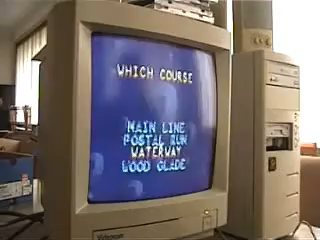 WHICH COURSE
MAIN LINE
POSTAL RUN
WATERWAY
WOOD GLADE